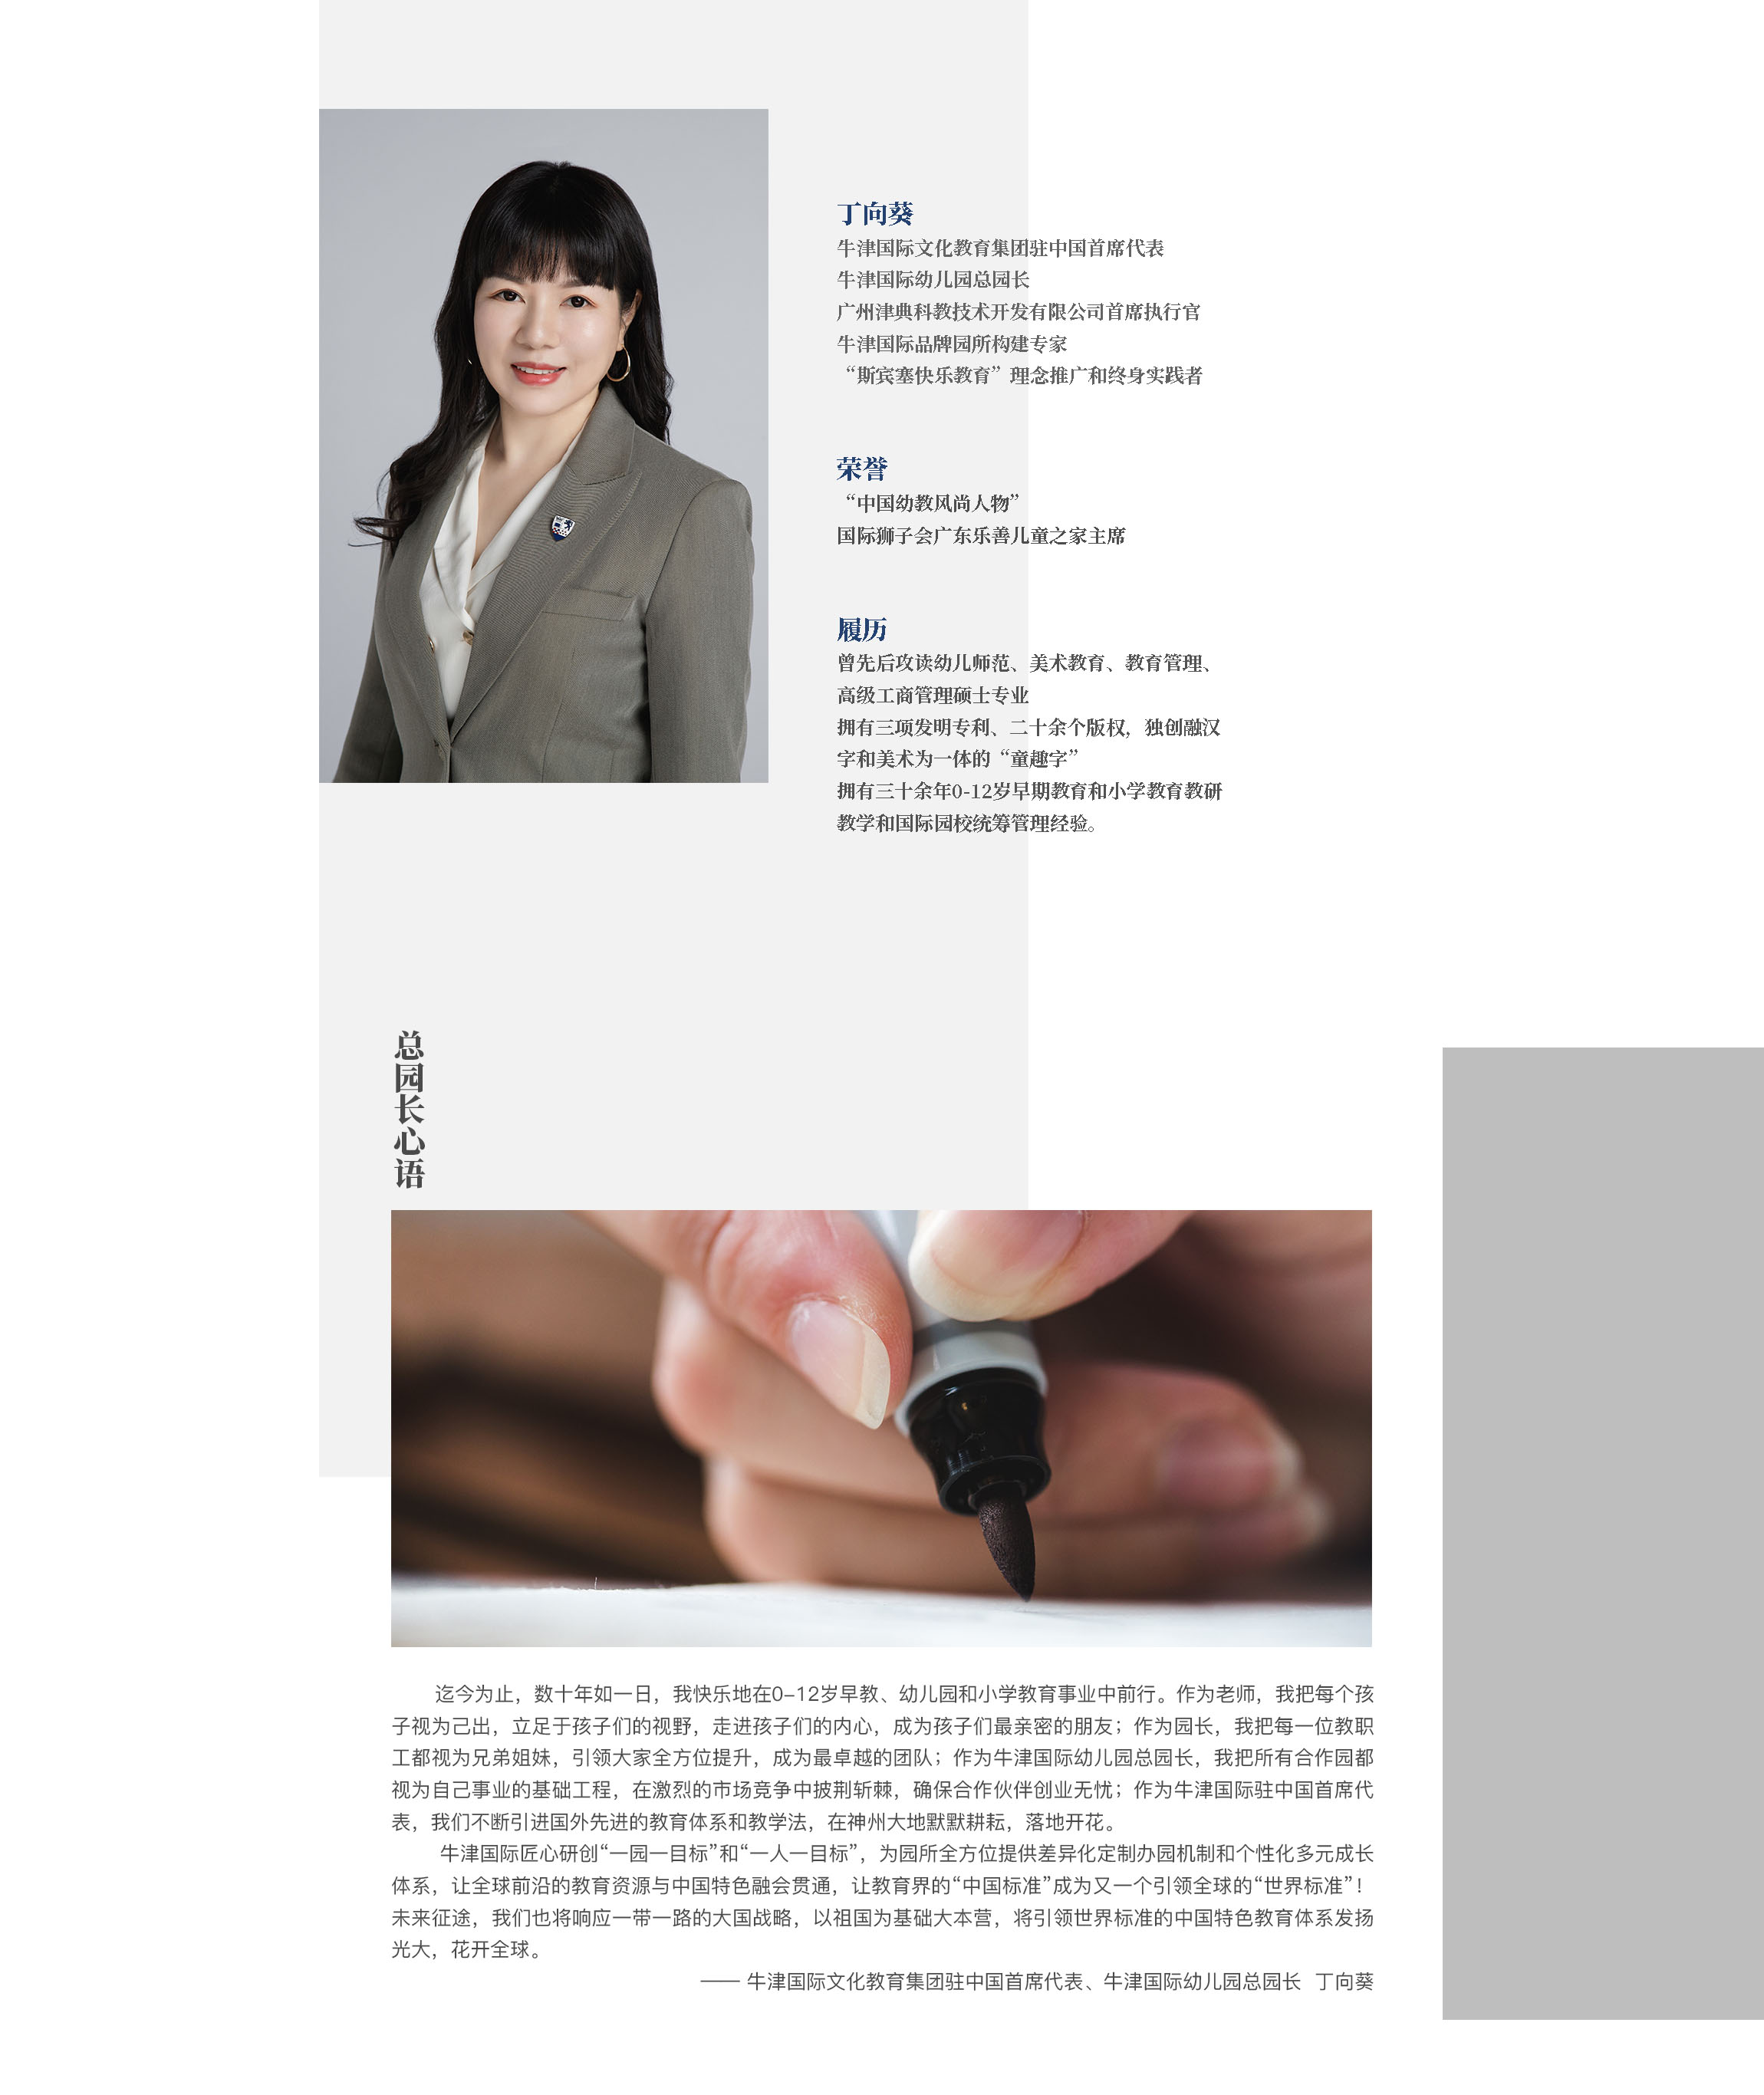 丁向葵
牛津国际文化教育集团驻中国首席代表
牛津国际幼儿园总园长
广州津典科教技术开发有限公司首席执行官
牛津国际品牌园所构建专家
“斯宾塞快乐教育”理念推广和终身实践者
荣誉
“中国幼教风尚人物”
国际狮子会广东乐善儿童之家主席
履历
曾先后攻读幼儿师范、美术教育、教育管理、
高级工商管理硕士专业
拥有三项发明专利、二十余个版权，独创融汉
字和美术为一体的“童趣字”
拥有三十余年0-12岁早期教育和小学教育教研
教学和国际园校统筹管理经验。
总园长心语
迄今为止，数十年如一日，我快乐地在0-12岁早教、幼儿园和小学教育事业中前行。作为老师，我把每个孩
子视为己出，立足于孩子们的视野，走进孩子们的内心，成为孩子们最亲密的朋友；作为园长，我把每一位教职
工都视为兄弟姐妹，引领大家全方位提升，成为最卓越的团队；作为牛津国际幼儿园总园长，我把所有合作园都
视为自己事业的基础工程，在激烈的市场竞争中披荆斩棘，确保合作伙伴创业无忧；作为牛津国际驻中国首席代
表，我们不断引进国外先进的教育体系和教学法，在神州大地默默耕耘，落地开花。
牛津国际匠心研创“一园一目标”和“一人一目标”，为园所全方位提供差异化定制办园机制和个性化多元成长
体系，让全球前沿的教育资源与中国特色融会贯通，让教育界的“中国标准”成为又一个引领全球的“世界标准”！
未来征途，我们也将响应一带一路的大国战略，以祖国为基础大本营，将引领世界标准的中国特色教育体系发扬
光大，花开全球。
—— 牛津国际文化教育集团驻中国首席代表、牛津国际幼儿园总园长 丁向葵